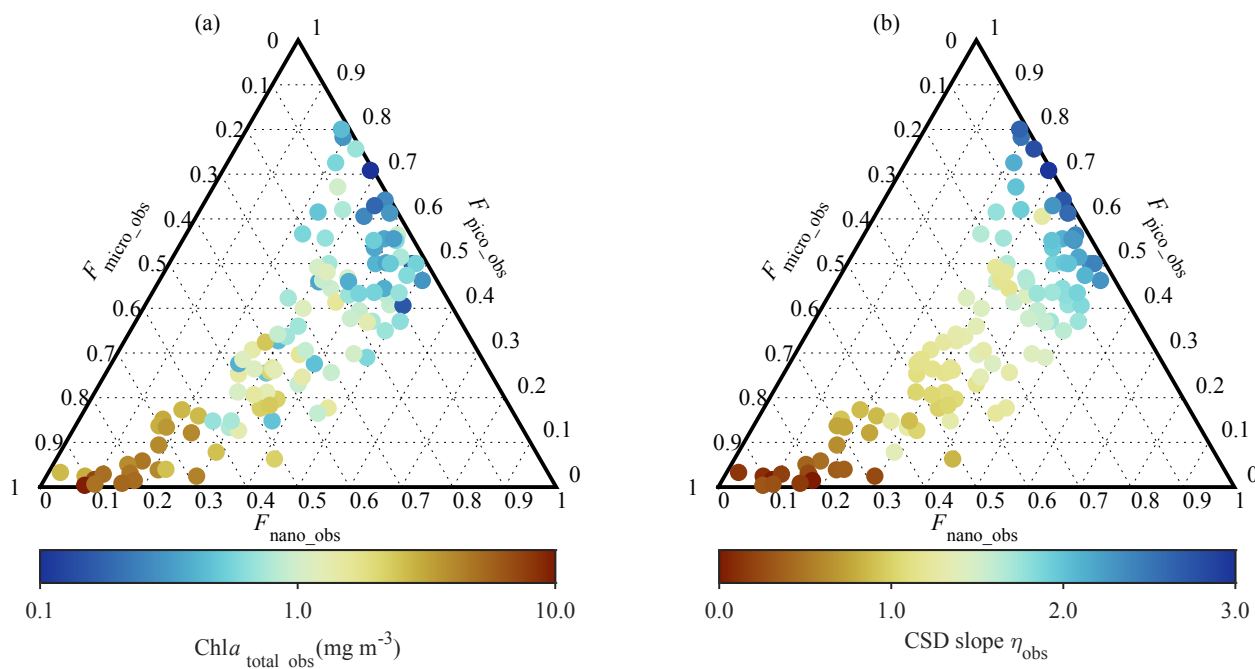 (a)
0 1
0.1 0.9
0.2 0.8
0.3 0.7
0.4 0.6
0.5 0.5
0.6 0.4
0.7 0.3
0.8 0.2
0.9 0.1
1 0
F micro_obs
F pico_obs
0 0.1 0.2 0.3 0.4 0.5 0.6 0.7 0.8 0.9 1
F nano_obs
0.1 1.0 10.0
Chla total_obs (mg m-3)
(b)
0 1
0.1 0.9
0.2 0.8
0.3 0.7
0.4 0.6
0.5 0.5
0.6 0.4
0.7 0.3
0.8 0.2
0.9 0.1
1 0
F micro_obs
F pico_obs
0 0.1 0.2 0.3 0.4 0.5 0.6 0.7 0.8 0.9 1
F nano_obs
0.0 1.0 2.0 3.0
CSD slope ηobs